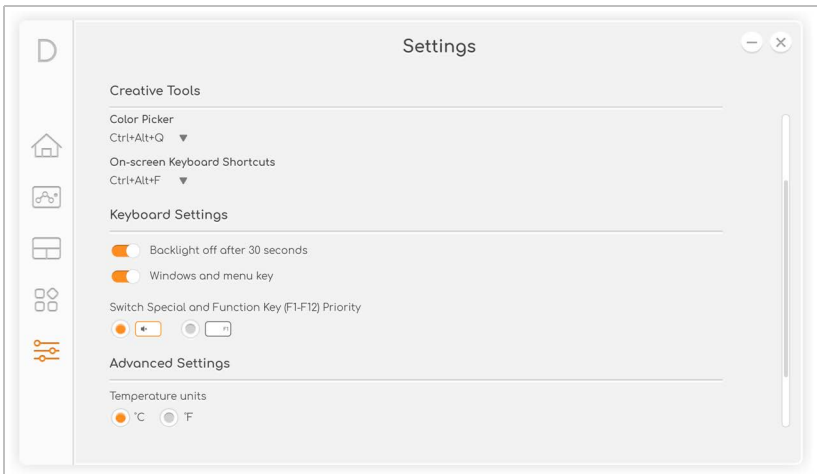 D
Settings
Creative Tools
Color Picker
Ctrl+Alt+Q
On-screen Keyboard Shortcuts
Ctrl+Alt+F
Keyboard Settings
Backlight off after 30 seconds
Windows and menu key
Switch Special and Function Key (F1-F12) Priority
F1
Advanced Settings
Temperature units
°C °F